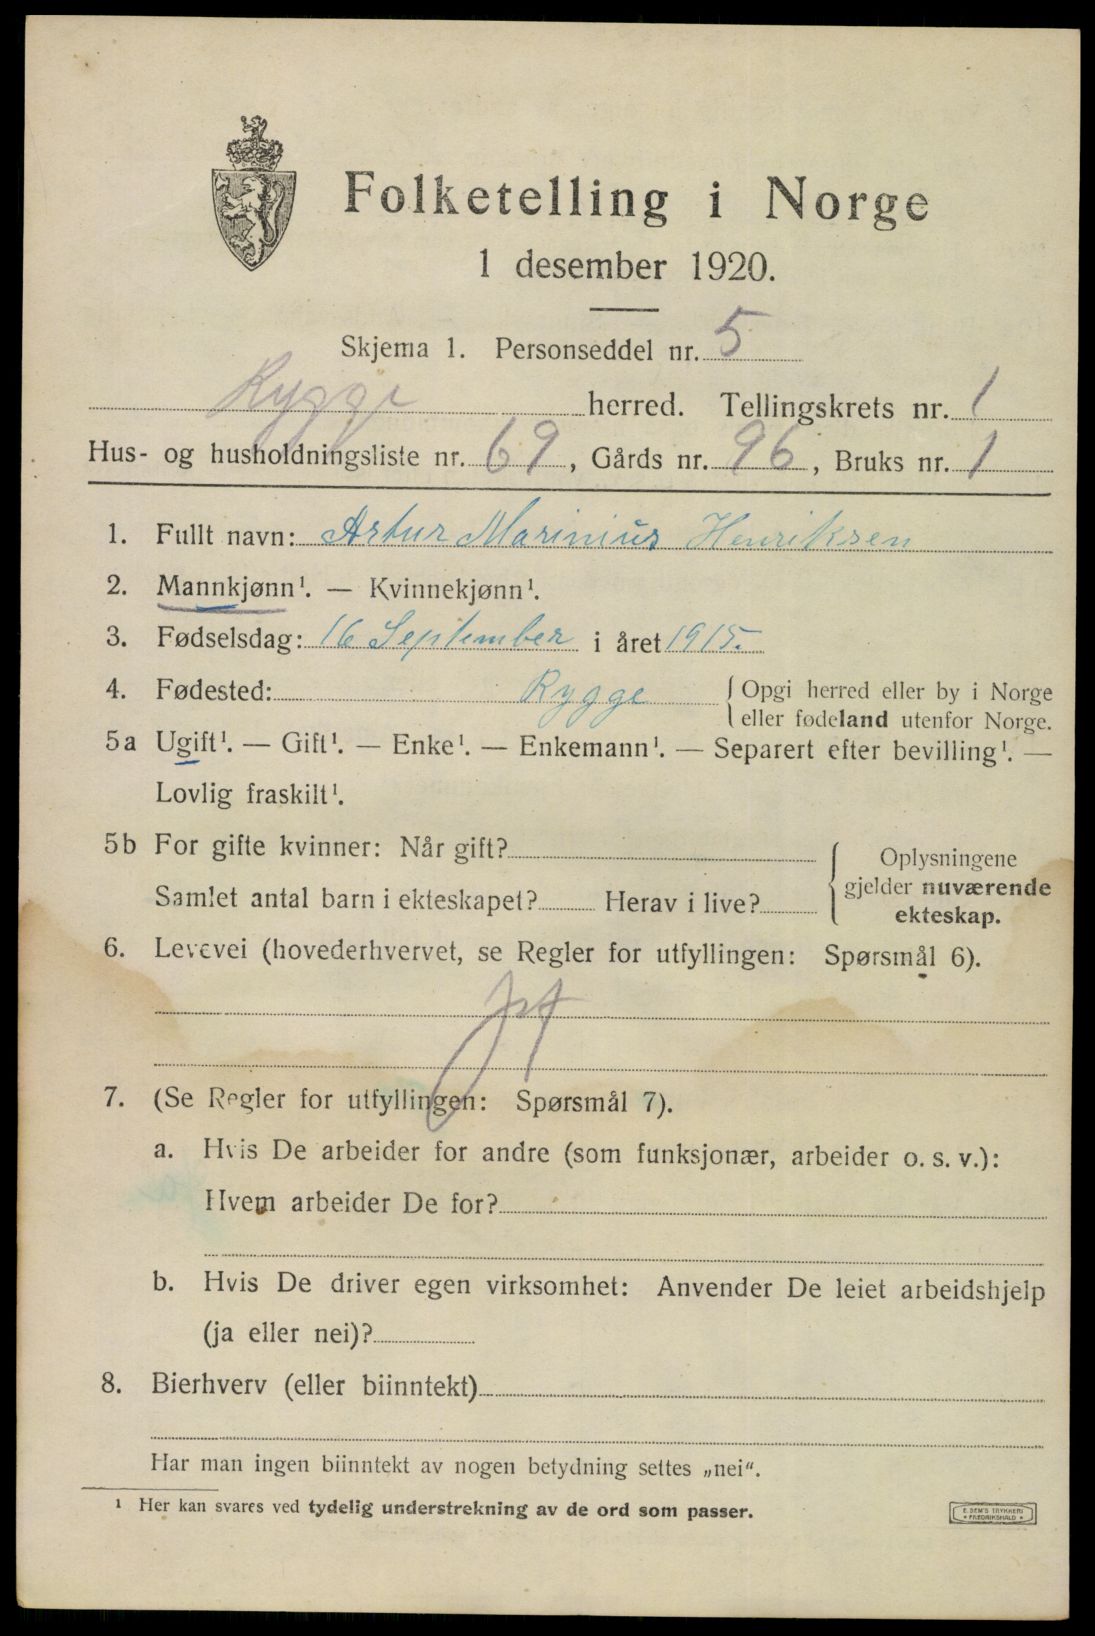 Folketelling i Norge
1 desember 1920.
Skjema 1. Personseddel nr. 5
Rygge herred. Tellingskrets nr. 1
Hus- og husholdningsliste nr. 69, Gårds nr. 96, Bruks nr. 1
1. Fullt navn: Artur Marinius Henriksen
2. Mannkjønn¹. — Kvinnekjønn¹.
3. Fødselsdag: 16 September i året 1915.
4. Fødested: Rygge { Opgi herred eller by i Norge
eller fødeland utenfor Norge.
5a Ugift¹. — Gift¹. — Enke¹. — Enkemann¹. — Separert efter bevilling¹. —
Lovlig fraskilt¹.
5b For gifte kvinner: Når gift?
Samlet antal barn i ekteskapet? Herav i live?
Oplysningene
gjelder nuværende
ekteskap.
6. Levevei (hovederhvervet, se Regler for utfyllingen: Spørsmål 6).
7. (Se Regler for utfyllingen: Spørsmål 7).
a. Hvis De arbeider for andre (som funksjonær, arbeider o. s. v.):
Hvem arbeider De for?
b. Hvis De driver egen virksomhet: Anvender De leiet arbeidshjelp
(ja eller nei)?
8. Bierhverv (eller biinntekt)
Har man ingen biinntekt av nogen betydning settes „nei“.
¹ Her kan svares ved tydelig understrekning av de ord som passer.
E. SEM'S TRYKKERI
* FREDRIKSHALD *